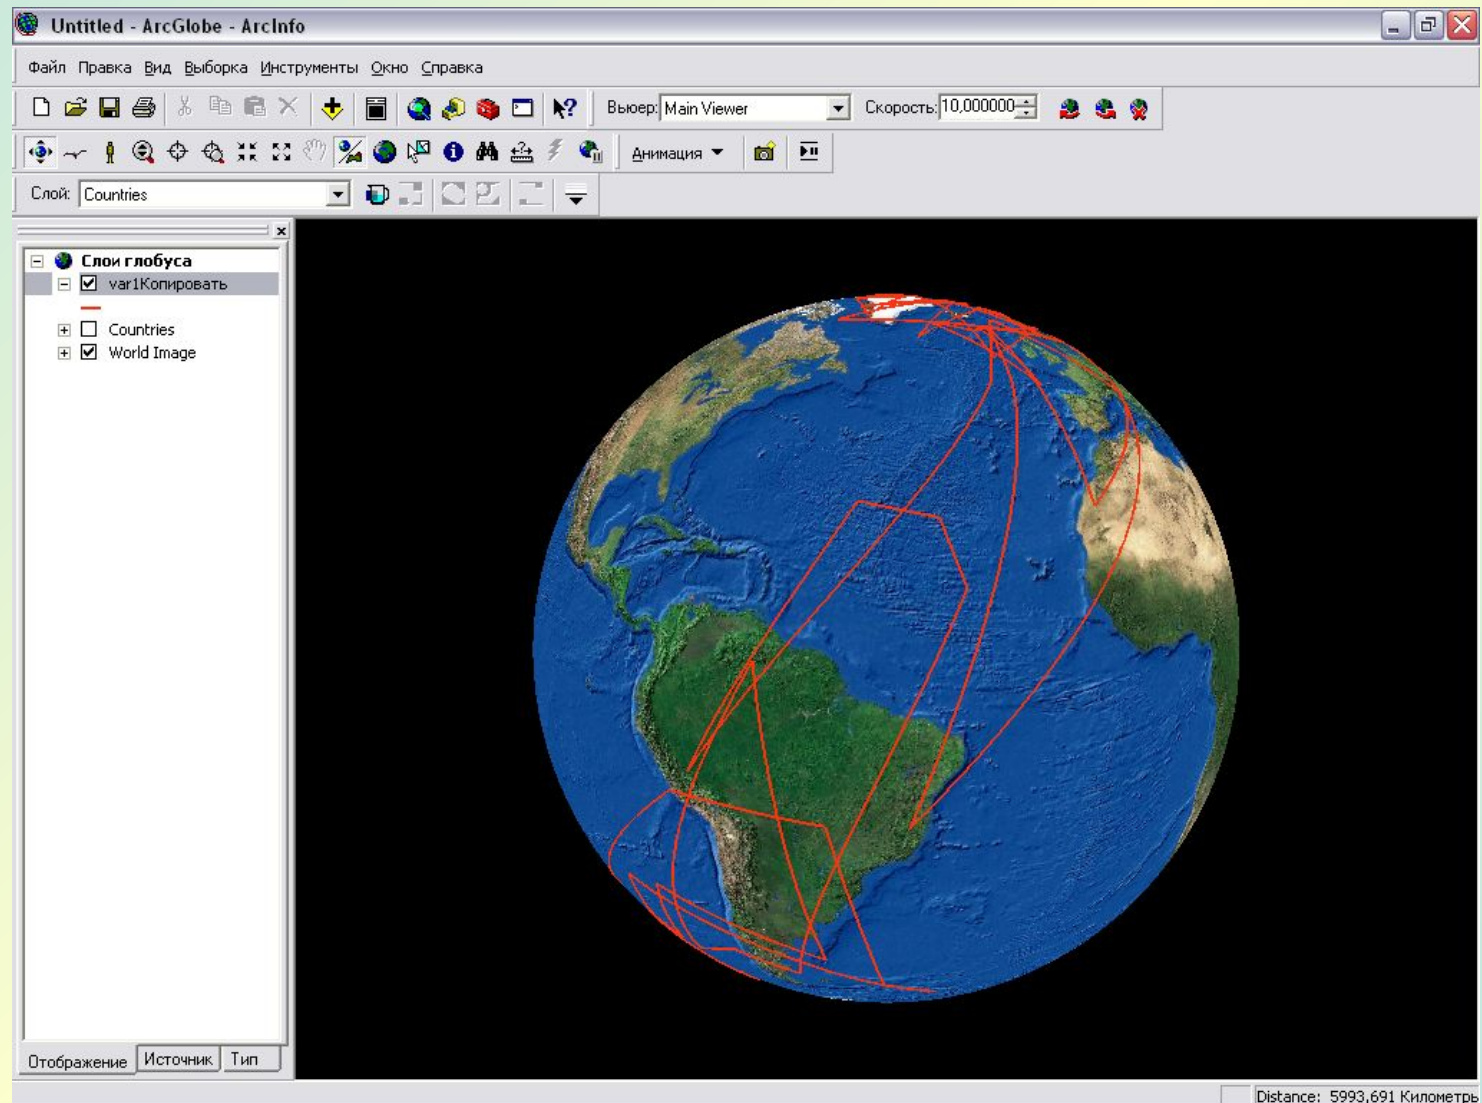 Untitled - ArcGlobe - ArcInfo
Файл Правка Вид Выборка Инструменты Окно Справка
Вьюер: Main Viewer Скорость: 10,000000
Анимация
Слой: Countries
Слои глобуса
var1Копировать
Countries
World Image
Отображение Источник Тип
Distance: 5993,691 Километры